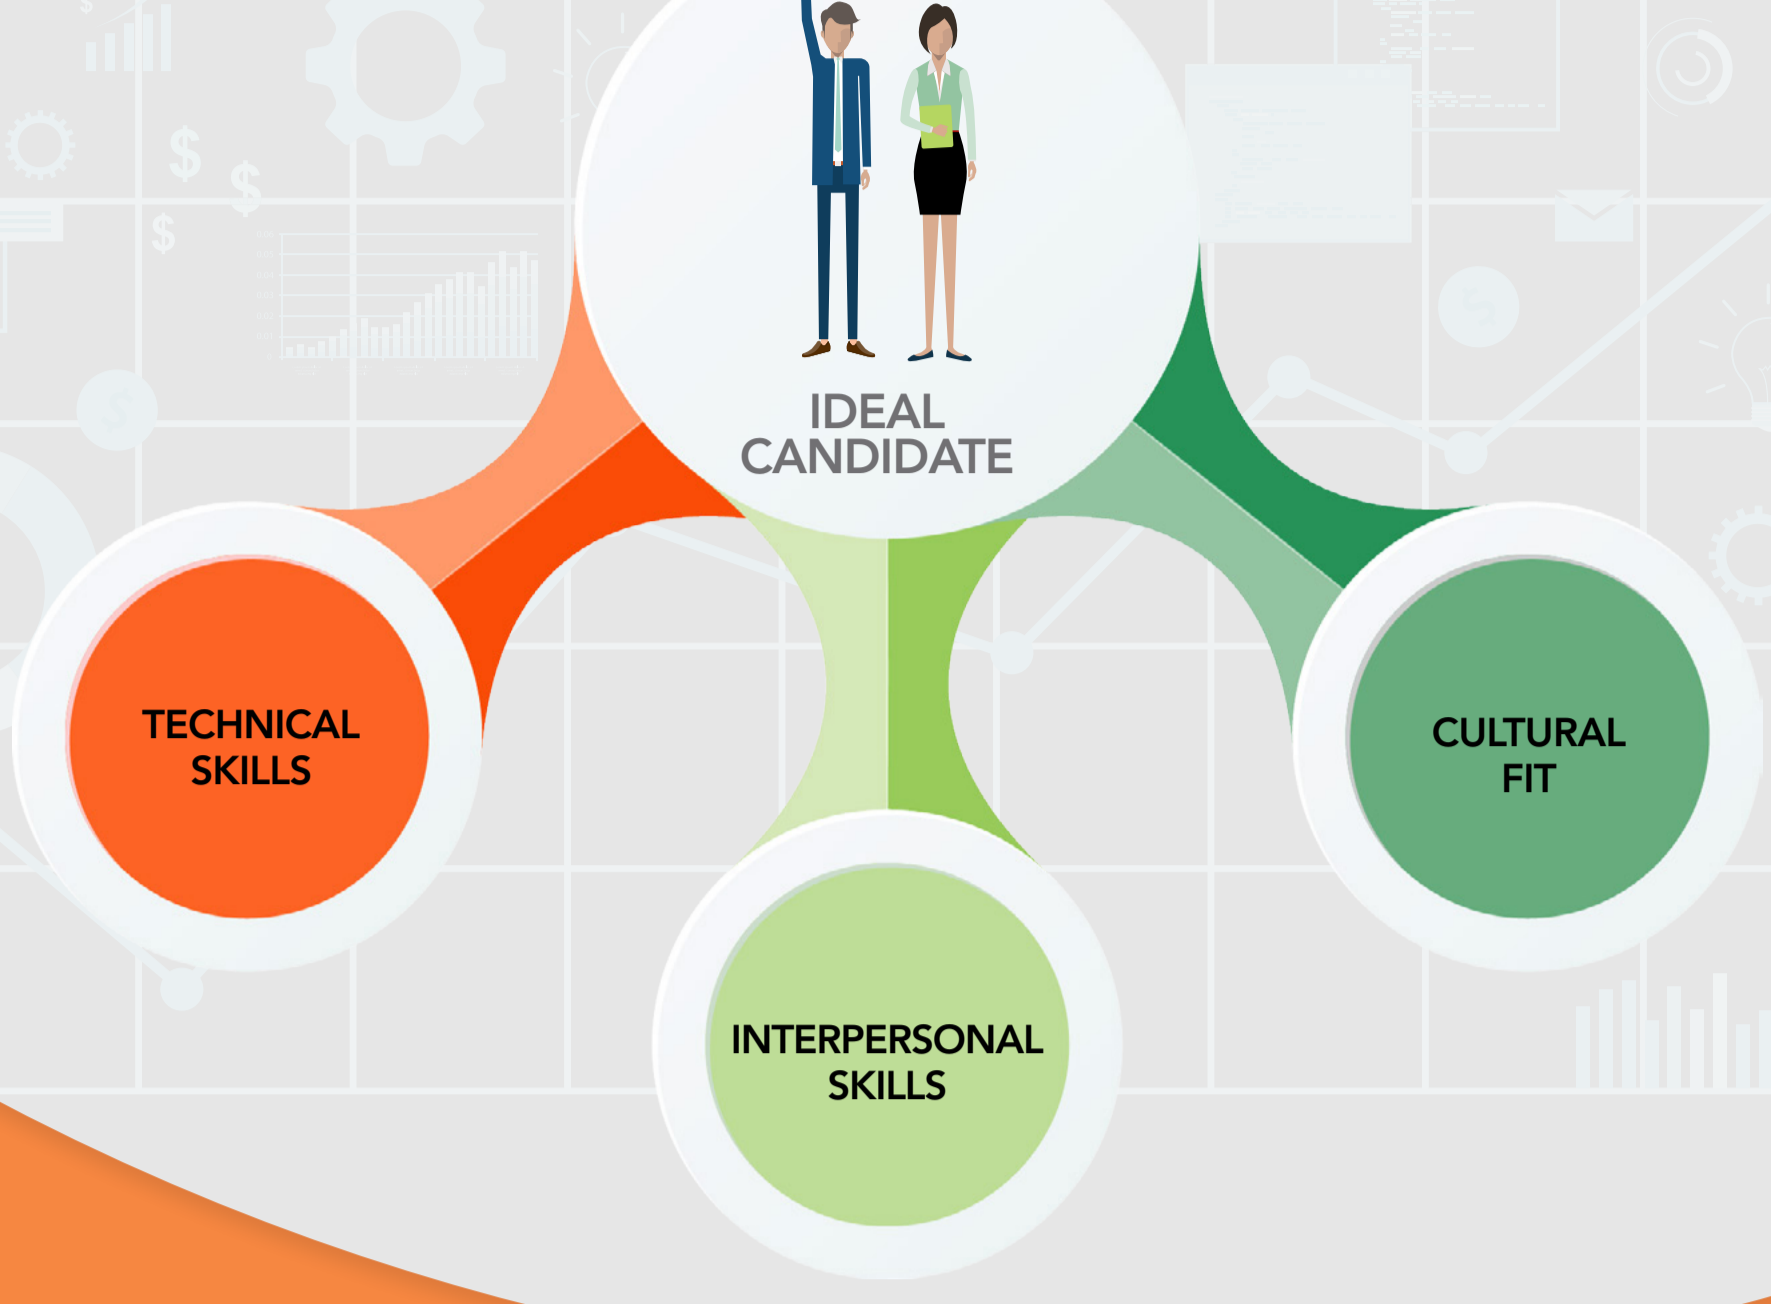 IDEAL
CANDIDATE
TECHNICAL
SKILLS
CULTURAL
FIT
INTERPERSONAL
SKILLS